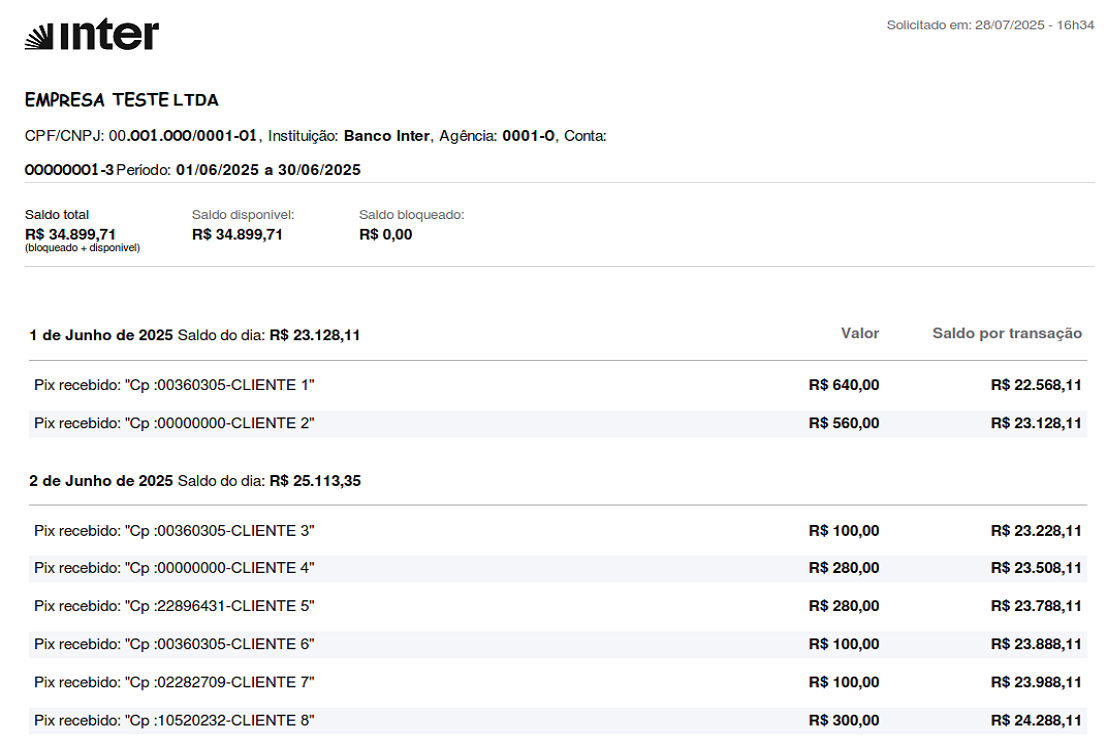 inter
Solicitado em: 28/07/2025 - 16h34
EMPRESA TESTE LTDA
CPF/CNPJ: 00.001.000/0001-01, Instituição: Banco Inter, Agência: 0001-0, Conta:
00000001-3 Período: 01/06/2025 a 30/06/2025
Saldo total Saldo disponível: Saldo bloqueado:
R$ 34.899,71 R$ 34.899,71 R$ 0,00
(bloqueado + disponível)
1 de Junho de 2025 Saldo do dia: R$ 23.128,11 Valor Saldo por transação
Pix recebido: "Cp :00360305-CLIENTE 1" R$ 640,00 R$ 22.568,11
Pix recebido: "Cp :00000000-CLIENTE 2" R$ 560,00 R$ 23.128,11
2 de Junho de 2025 Saldo do dia: R$ 25.113,35
Pix recebido: "Cp :00360305-CLIENTE 3" R$ 100,00 R$ 23.228,11
Pix recebido: "Cp :00000000-CLIENTE 4" R$ 280,00 R$ 23.508,11
Pix recebido: "Cp :22896431-CLIENTE 5" R$ 280,00 R$ 23.788,11
Pix recebido: "Cp :00360305-CLIENTE 6" R$ 100,00 R$ 23.888,11
Pix recebido: "Cp :02282709-CLIENTE 7" R$ 100,00 R$ 23.988,11
Pix recebido: "Cp :10520232-CLIENTE 8" R$ 300,00 R$ 24.288,11